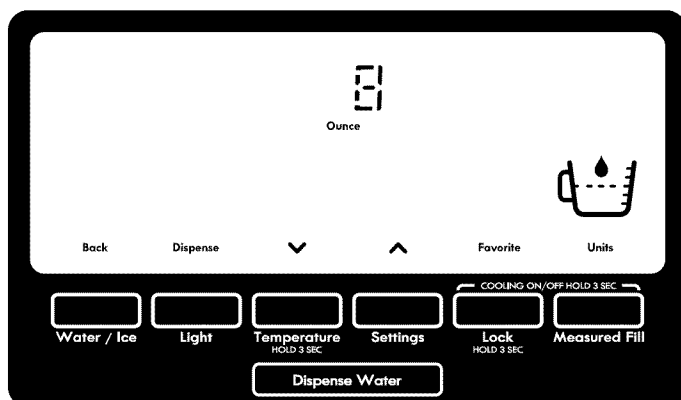 8
Ounce
Back Dispense Favorite Units
COOLING ON/OFF HOLD 3 SEC
Water / Ice Light Temperature Settings Lock Measured Fill
HOLD 3 SEC HOLD 3 SEC
Dispense Water